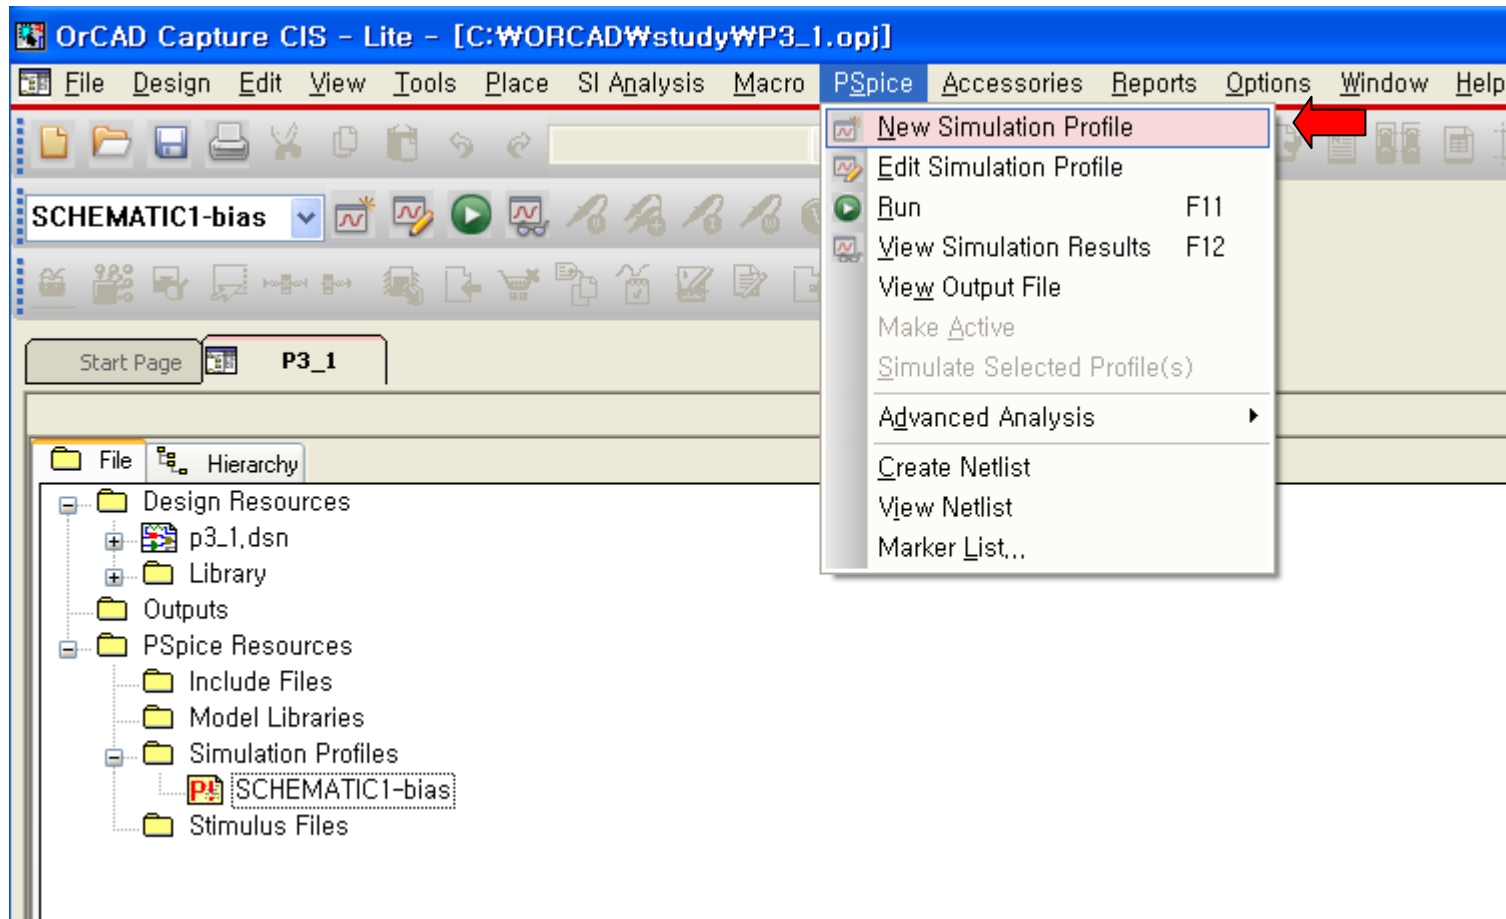 OrCAD Capture CIS - Lite - [C:₩ORCAD₩study₩P3_1.opj]
File Design Edit View Tools Place SI Analysis Macro PSpice Accessories Reports Options Window Help
New Simulation Profile
Edit Simulation Profile
Run F11
View Simulation Results F12
View Output File
Make Active
Simulate Selected Profile(s)
Advanced Analysis
Create Netlist
View Netlist
Marker List...
SCHEMATIC1-bias
Start Page
P3_1
File
Hierarchy
Design Resources
p3_1.dsn
Library
Outputs
PSpice Resources
Include Files
Model Libraries
Simulation Profiles
SCHEMATIC1-bias
Stimulus Files